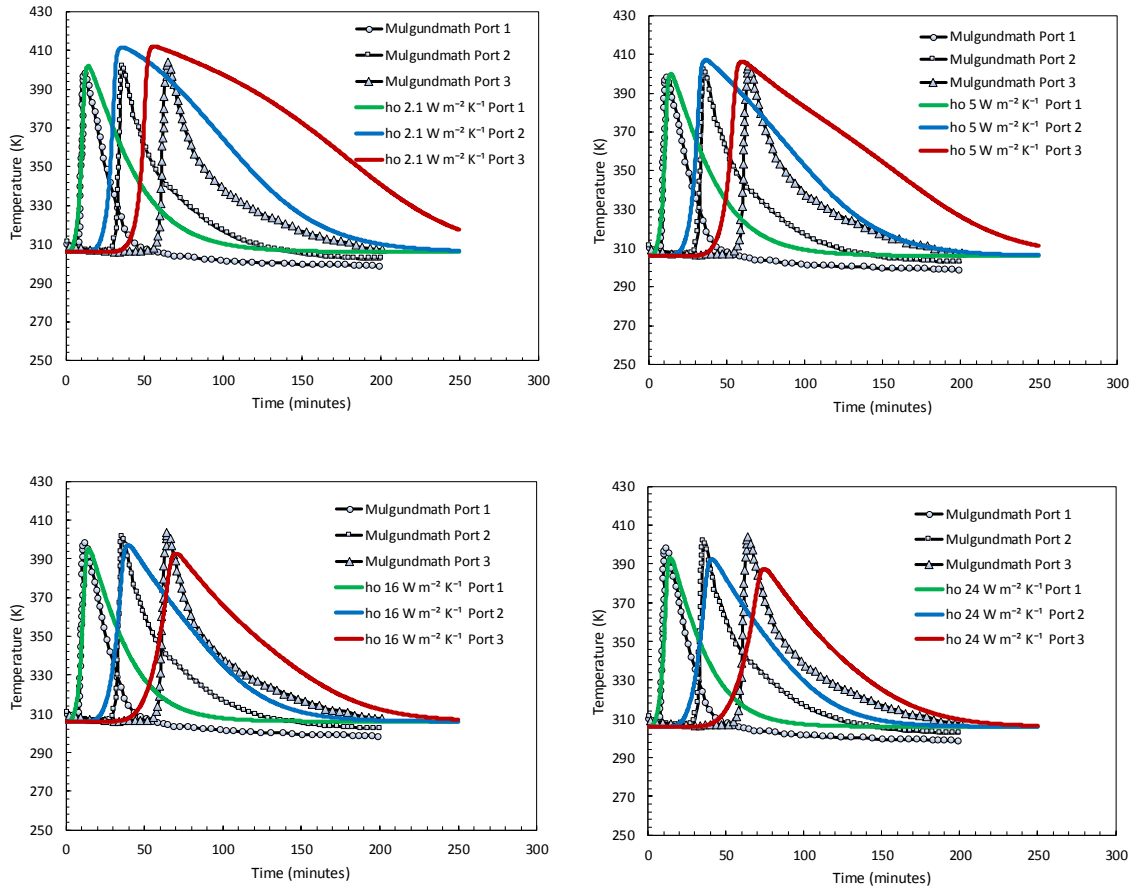 430
410
390
370
350
330
310
290
270
250
Temperature (K)
0 50 100 150 200 250 300
Time (minutes)
Mulgundmath Port 1
Mulgundmath Port 2
Mulgundmath Port 3
ho 2.1 W m⁻² K⁻¹ Port 1
ho 2.1 W m⁻² K⁻¹ Port 2
ho 2.1 W m⁻² K⁻¹ Port 3
430
410
390
370
350
330
310
290
270
250
Temperature (K)
0 50 100 150 200 250 300
Time (minutes)
Mulgundmath Port 1
Mulgundmath Port 2
Mulgundmath Port 3
ho 5 W m⁻² K⁻¹ Port 1
ho 5 W m⁻² K⁻¹ Port 2
ho 5 W m⁻² K⁻¹ Port 3
430
410
390
370
350
330
310
290
270
250
Temperature (K)
0 50 100 150 200 250 300
Time (minutes)
Mulgundmath Port 1
Mulgundmath Port 2
Mulgundmath Port 3
ho 16 W m⁻² K⁻¹ Port 1
ho 16 W m⁻² K⁻¹ Port 2
ho 16 W m⁻² K⁻¹ Port 3
430
410
390
370
350
330
310
290
270
250
Temperature (K)
0 50 100 150 200 250 300
Time (minutes)
Mulgundmath Port 1
Mulgundmath Port 2
Mulgundmath Port 3
ho 24 W m⁻² K⁻¹ Port 1
ho 24 W m⁻² K⁻¹ Port 2
ho 24 W m⁻² K⁻¹ Port 3